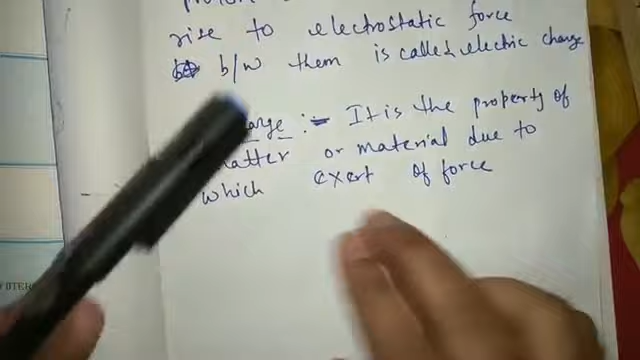 rise to electrostatic force
b/w them is called electric charge
:- It is the property of
matter or material due to
which exert of force